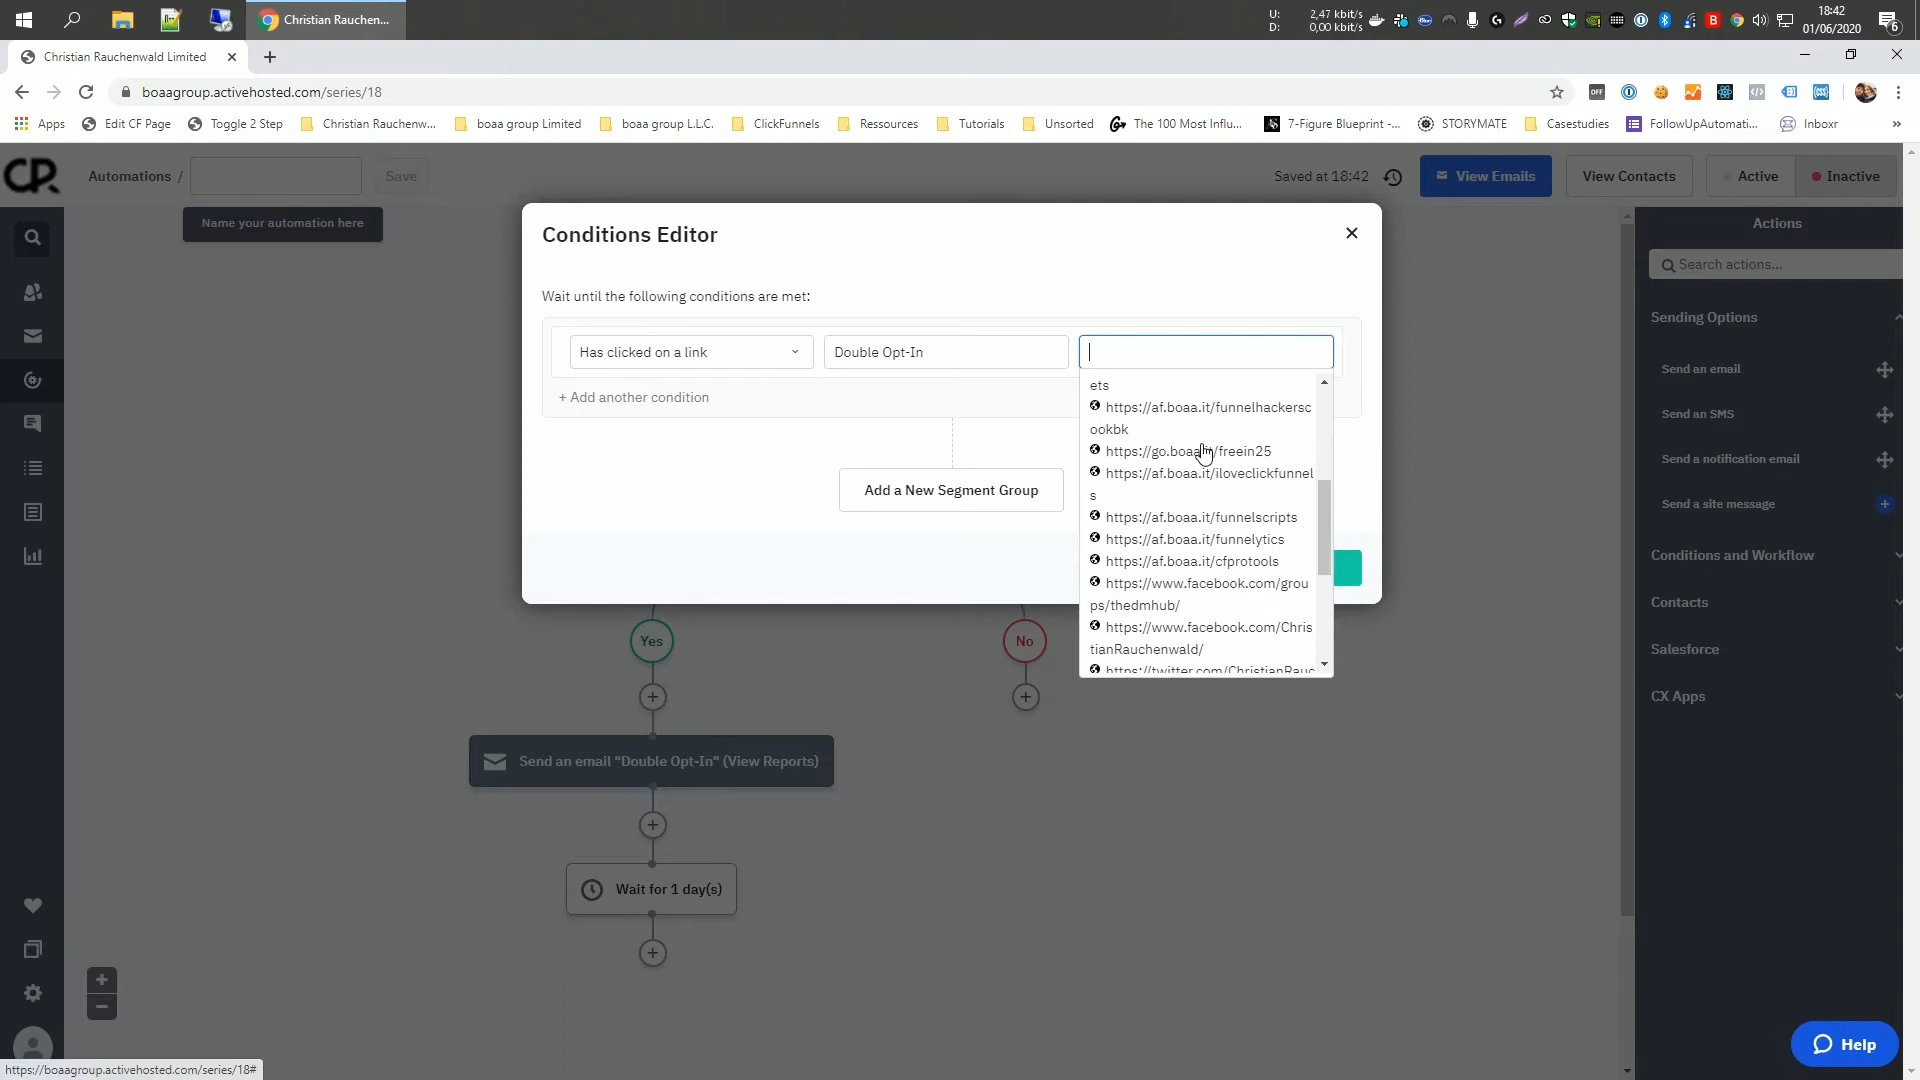 Christian Rauchen...
U: 2,47 kbit/s
D: 0,00 kbit/s
18:42
01/06/2020
6
Christian Rauchenwald Limited
boaagroup.activehosted.com/series/18
OFF
Apps
Edit CF Page
Toggle 2 Step
Christian Rauchenw...
boaa group Limited
boaa group L.L.C.
ClickFunnels
Ressources
Tutorials
Unsorted
The 100 Most Influ...
7-Figure Blueprint -...
STORYMATE
Casestudies
FollowUpAutomati...
Inboxr
»
CR
Automations /
Save
Saved at 18:42
View Emails
View Contacts
Active
Inactive
Name your automation here
Conditions Editor
Wait until the following conditions are met:
Has clicked on a link
Double Opt-In
+ Add another condition
Add a New Segment Group
ets
https://af.boaa.it/funnelhackersc
ookbk
https://go.boaa.it/freein25
https://af.boaa.it/iloveclickfunnel
s
https://af.boaa.it/funnelscripts
https://af.boaa.it/funnelytics
https://af.boaa.it/cfprotools
https://www.facebook.com/grou
ps/thedmhub/
https://www.facebook.com/Chris
tianRauchenwald/
https://twitter.com/ChristianRauc
Yes
No
Send an email "Double Opt-In" (View Reports)
Wait for 1 day(s)
Actions
Search actions...
Sending Options
Send an email
Send an SMS
Send a notification email
Send a site message
Conditions and Workflow
Contacts
Salesforce
CX Apps
Help
https://boaagroup.activehosted.com/series/18#